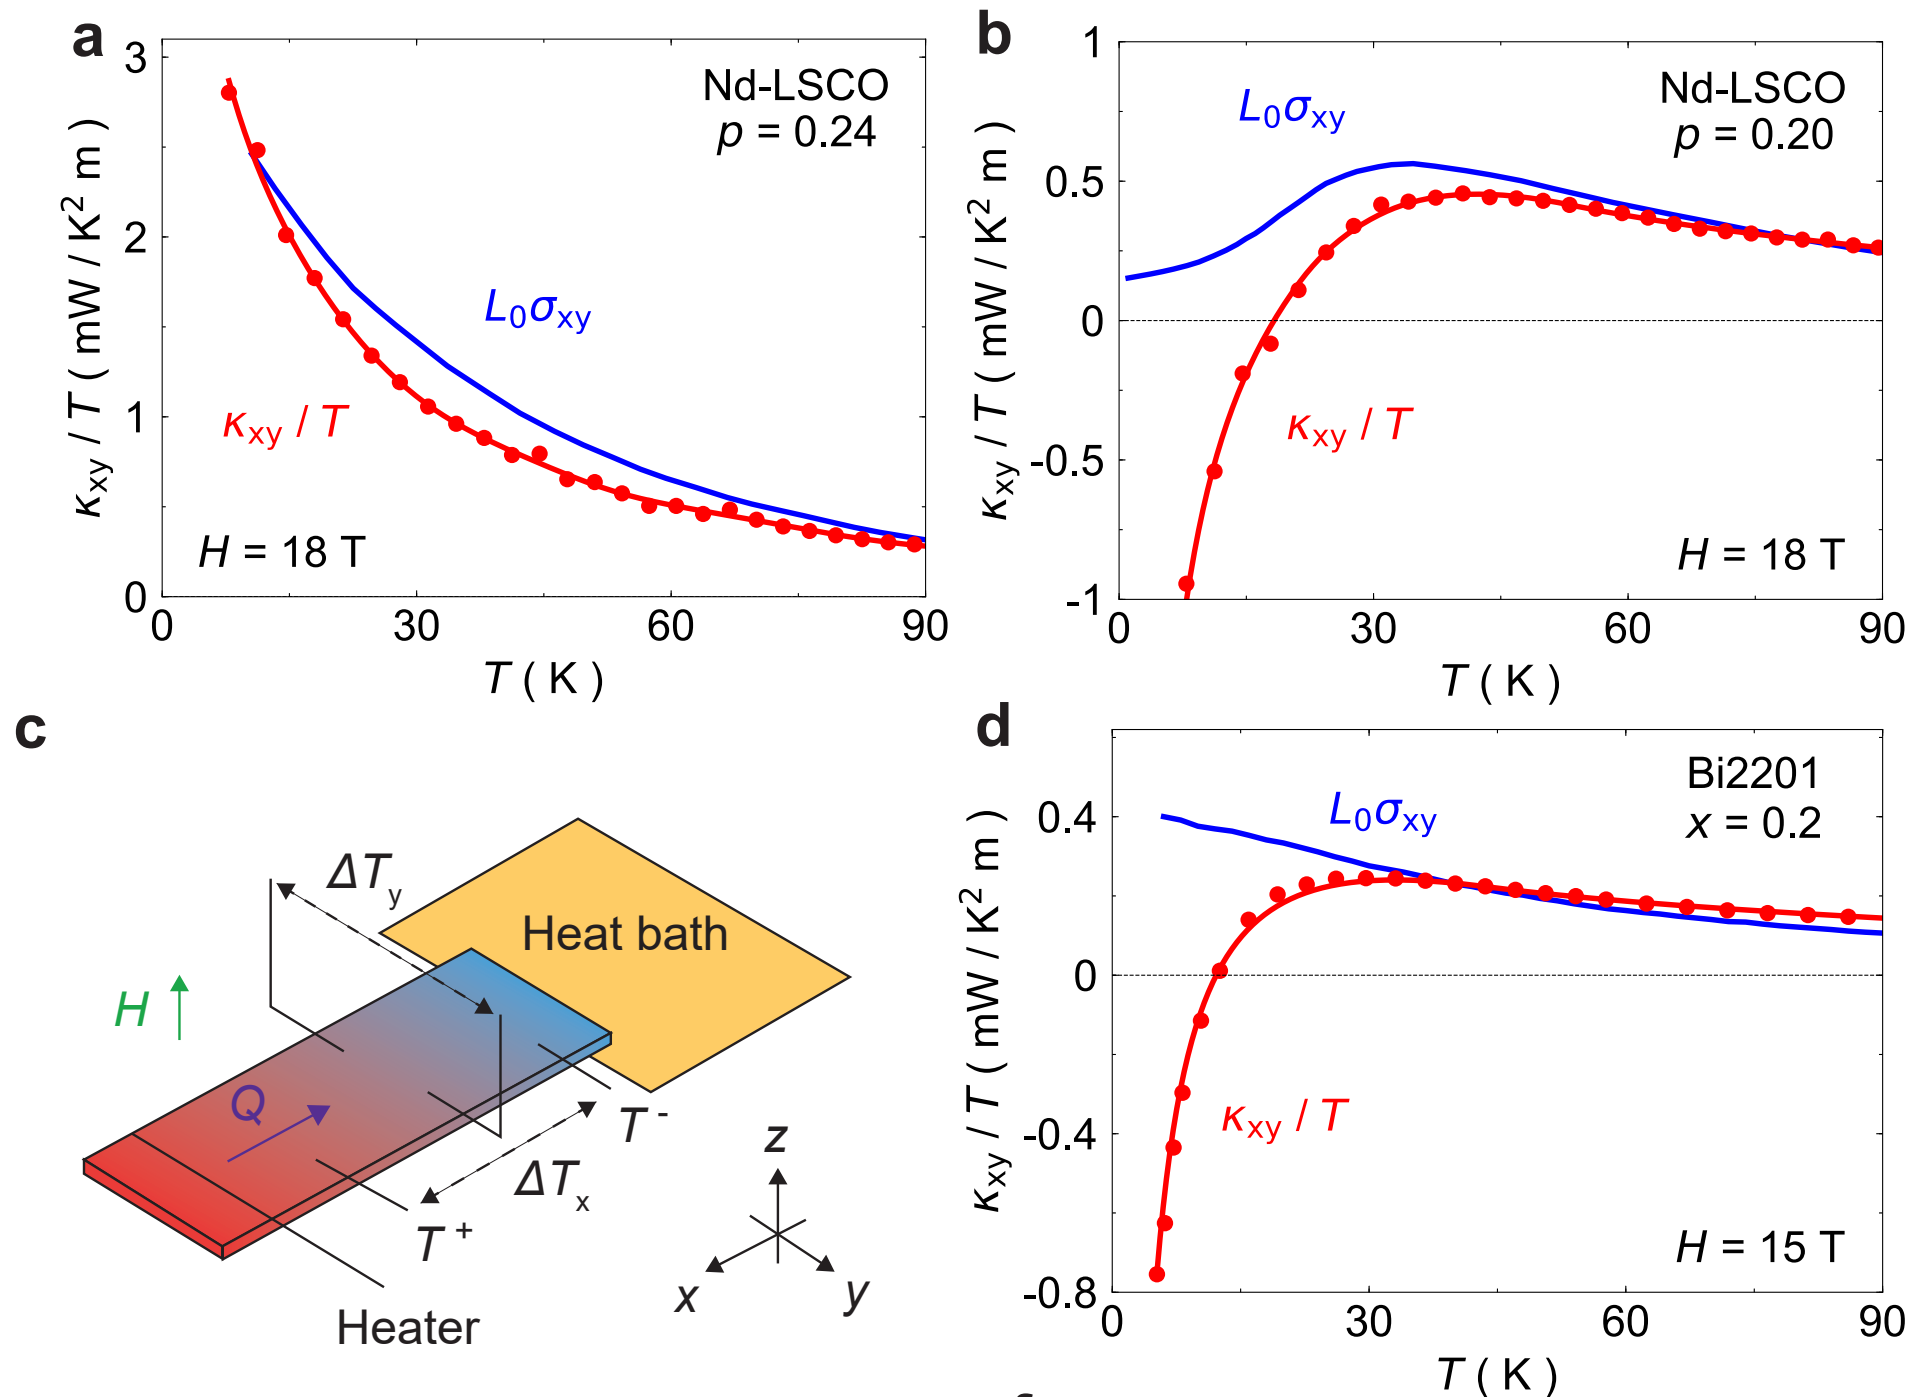 a
3
2
1
0
κxy / T ( mW / K² m )
Nd-LSCO
p = 0.24
L0σxy
κxy / T
H = 18 T
0
30
60
90
T ( K )
b
1
0.5
0
-0.5
-1
κxy / T ( mW / K² m )
Nd-LSCO
p = 0.20
L0σxy
κxy / T
H = 18 T
0
30
60
90
T ( K )
c
ΔTy
Heat bath
H
Q
T -
ΔTx
T +
Heater
z
x
y
d
0.4
0
-0.4
-0.8
κxy / T ( mW / K² m )
Bi2201
x = 0.2
L0σxy
κxy / T
H = 15 T
0
30
60
90
T ( K )